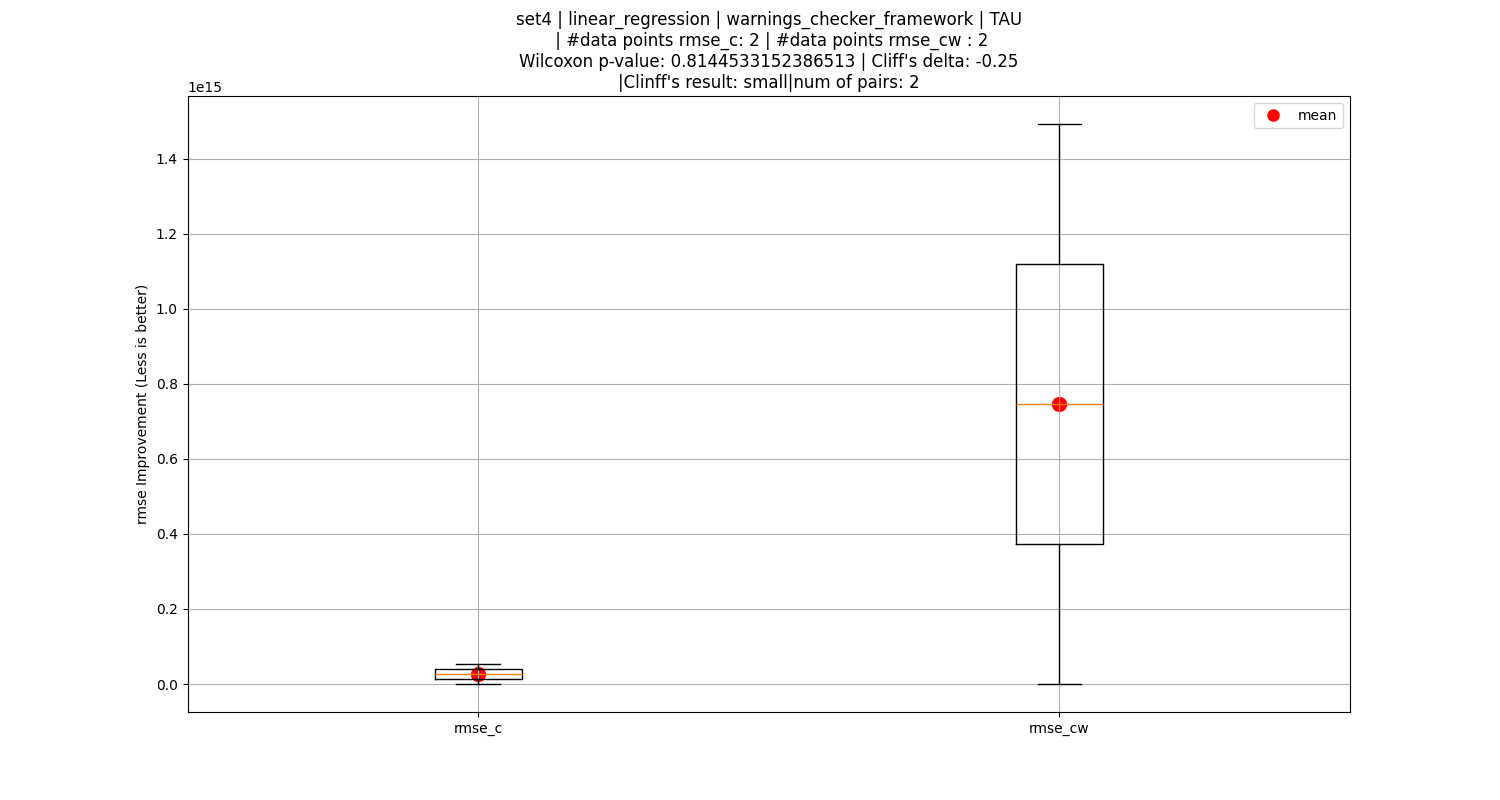 set4 | linear_regression | warnings_checker_framework | TAU
| #data points rmse_c: 2 | #data points rmse_cw : 2
Wilcoxon p-value: 0.8144533152386513 | Cliff's delta: -0.25
|Clinff's result: small|num of pairs: 2
1e15
mean
1.4
1.2
1.0
0.8
0.6
0.4
0.2
0.0
rmse Improvement (Less is better)
rmse_c
rmse_cw